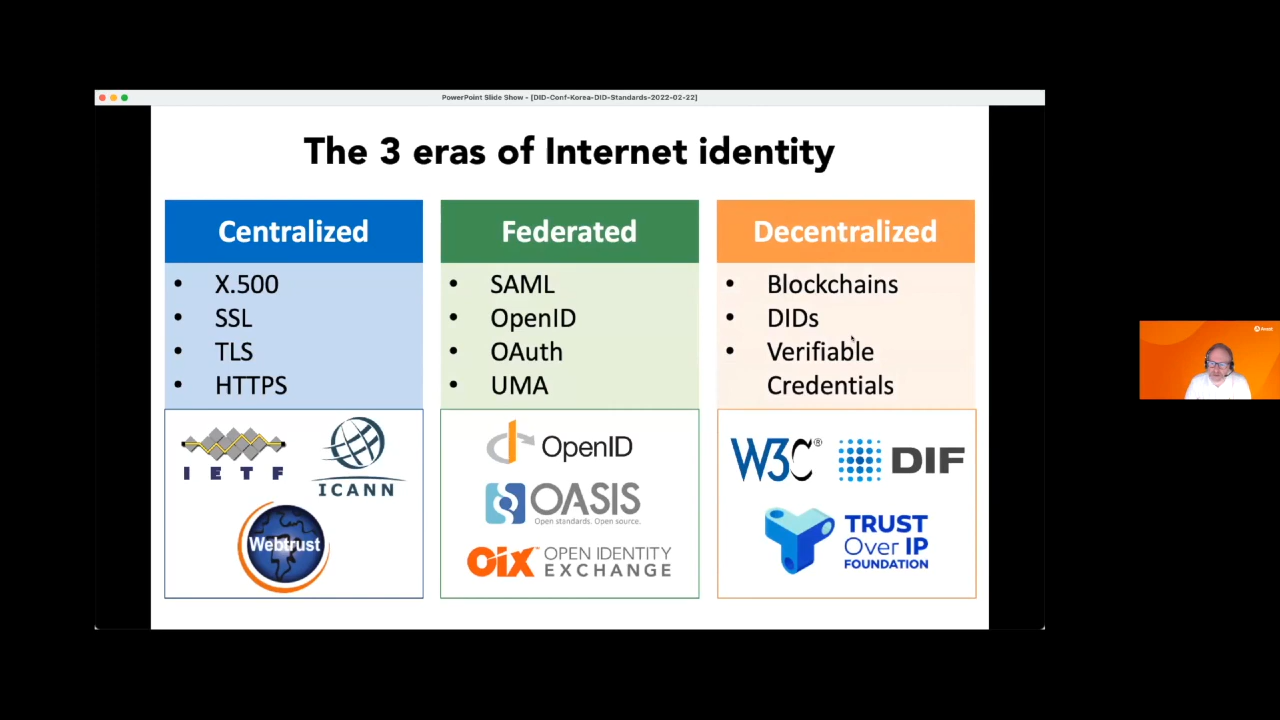 PowerPoint Slide Show - [DID-Conf-Korea-DID-Standards-2022-02-22]
The 3 eras of Internet identity
Centralized
• X.500
• SSL
• TLS
• HTTPS
IETF
ICANN
Webtrust
Federated
• SAML
• OpenID
• OAuth
• UMA
OpenID
OASIS
Open standards. Open source.
OIX™ OPEN IDENTITY
EXCHANGE
Decentralized
• Blockchains
• DIDs
• Verifiable
Credentials
W3C®
DIF
TRUST
Over IP
FOUNDATION